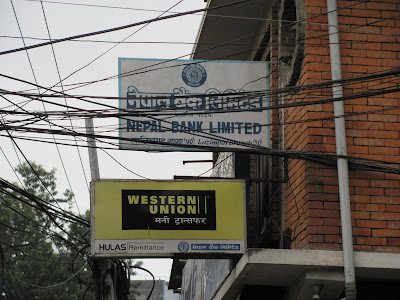 नेपाल बैंक लिमिटेड
NEPAL BANK LIMITED
WESTERN
UNION
मनी ट्रान्सफर
HULAS Remittance
नेपाल बैंक लिमिटेड